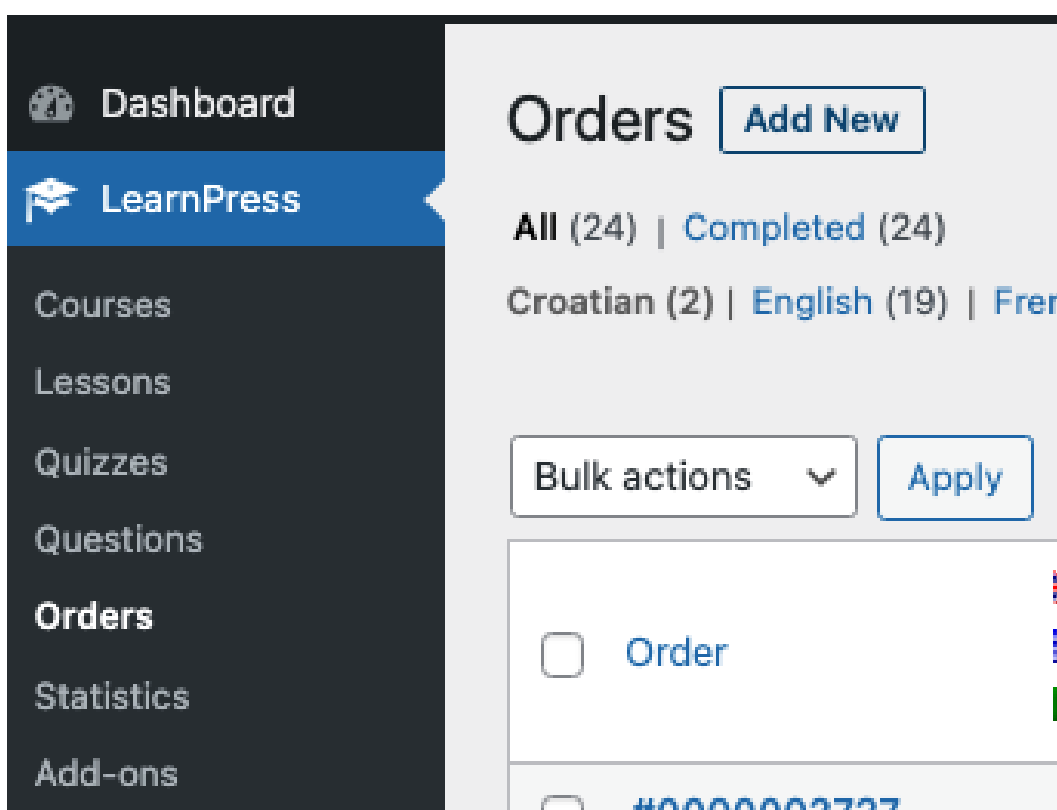 Dashboard
LearnPress
Courses
Lessons
Quizzes
Questions
Orders
Statistics
Add-ons
Orders Add New
All (24) | Completed (24)
Croatian (2) | English (19) |
Bulk actions Apply
Order